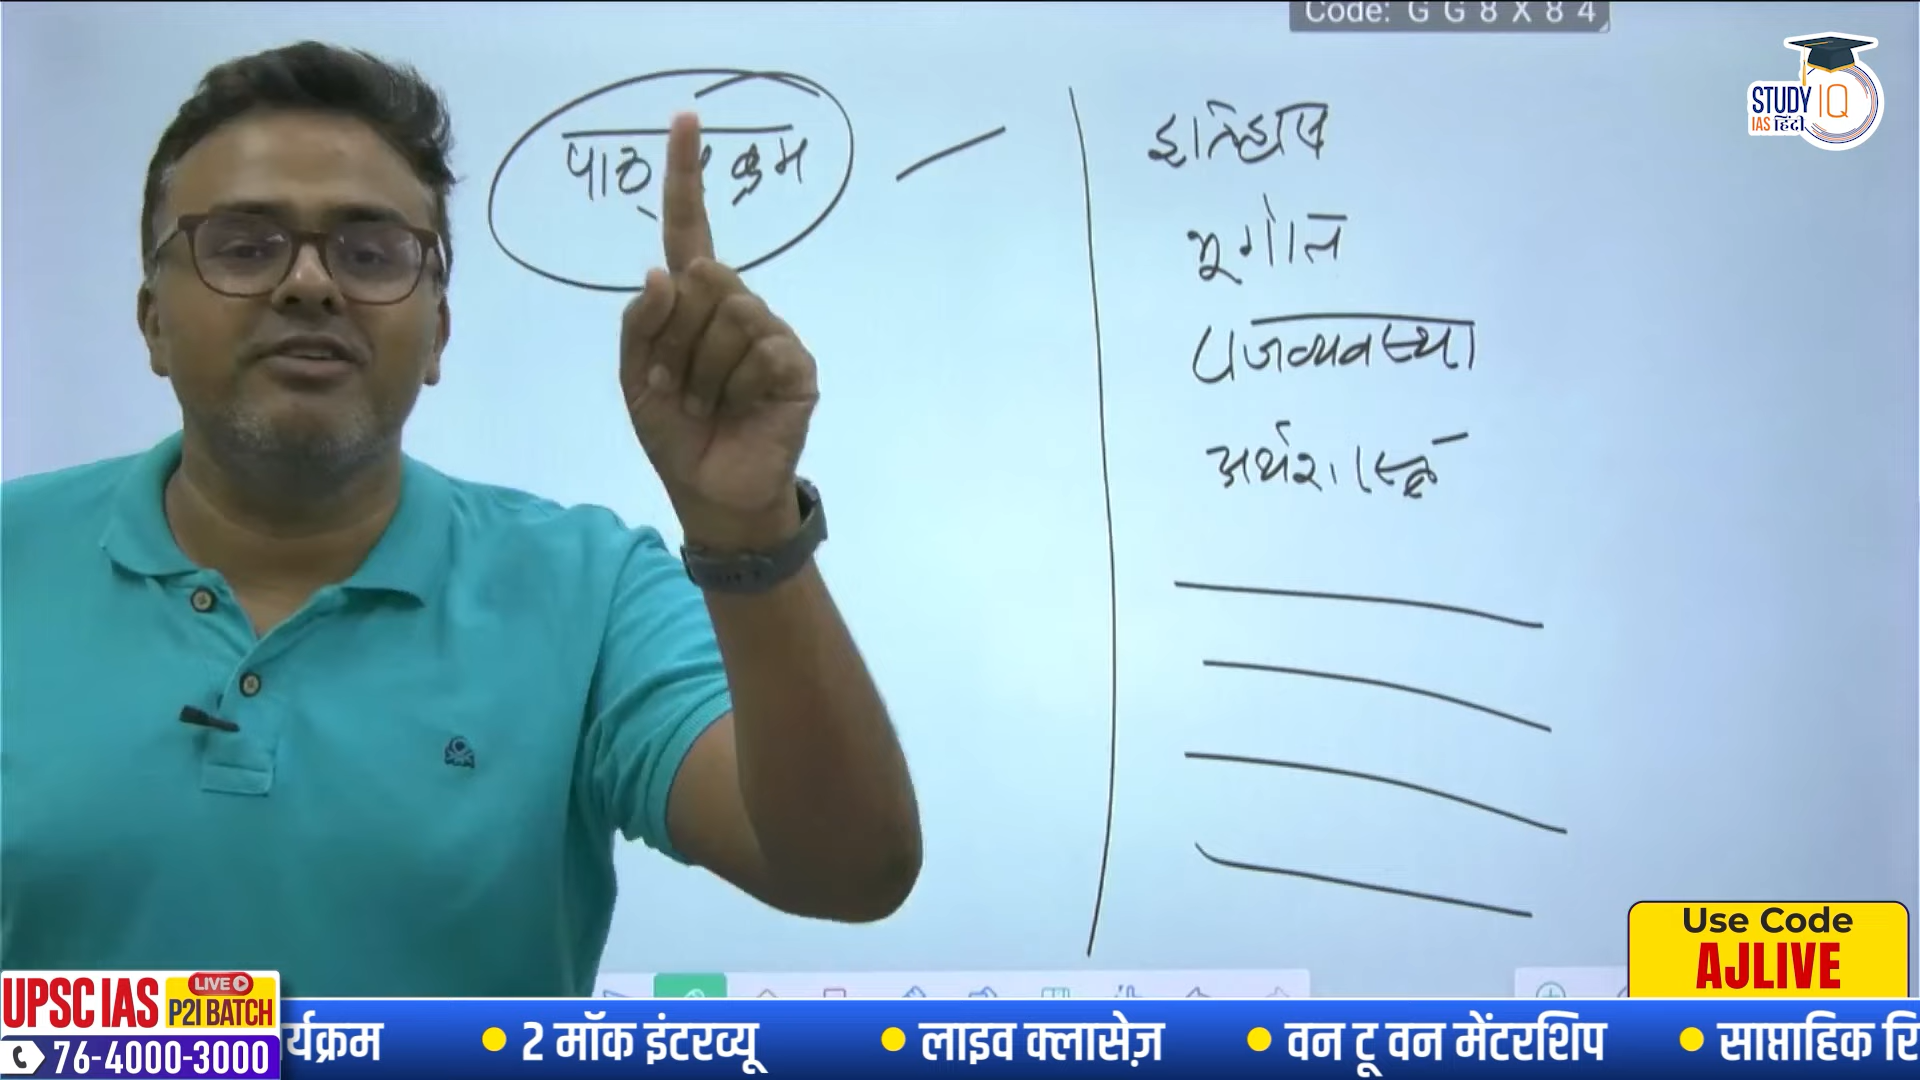 Code: G G 8 X 8 4
STUDY IQ
IAS हिंदी
पाठ क्रम
इतिहास
भूगोल
राजव्यवस्था
अर्थशास्त्र
Use Code
AJLIVE
UPSC IAS LIVE P2I BATCH
76-4000-3000
र्यक्रम • 2 मॉक इंटरव्यू • लाइव क्लासेज़ • वन टू वन मेंटरशिप • साप्ताहिक रि